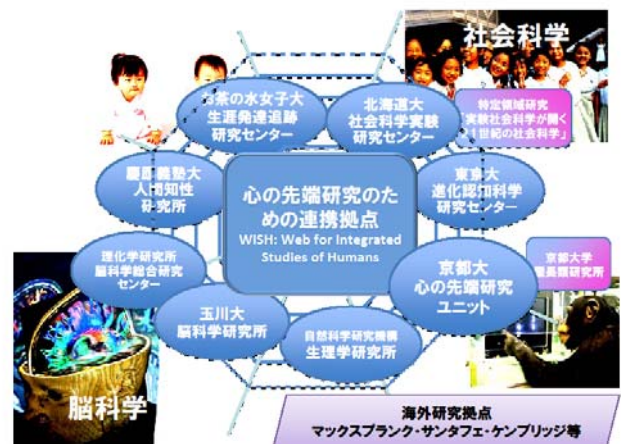 社会科学
お茶の水女子大
生涯発達追跡
研究センター
北海道大
社会科学実験
研究センター
特定領域研究
「実験社会科学が開く
21世紀の社会科学」
慶應義塾大
人間知性
研究所
心の先端研究のた
めの連携拠点
WISH: Web for Integrated
Studies of Humans
東京大
進化認知科学
研究センター
理化学研究所
脳科学総合研究
センター
京都大
心の先端研究
ユニット
京都大学
霊長類研究所
玉川大
脳科学研究所
自然科学研究機構
生理学研究所
脳科学
海外研究拠点
マックスプランク・サンタフェ・ケンブリッジ等